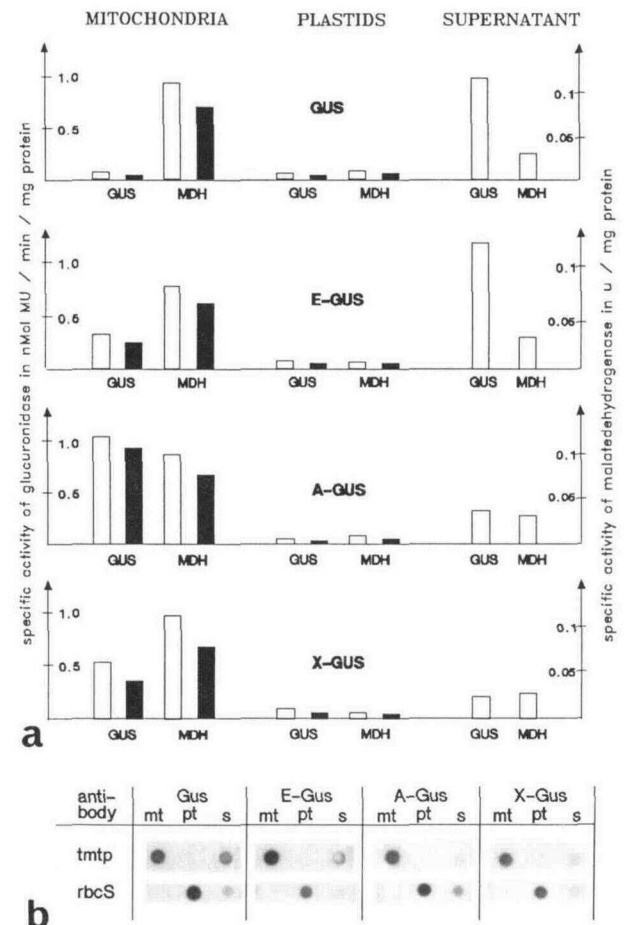 MITOCHONDRIA PLASTIDS SUPERNATANT
specific activity of glucuronidase in nMol MU / min / mg protein
specific activity of malatedehydrogenase in u / mg protein
1.0 GUS 0.1
0.5 0.05
GUS MDH GUS MDH GUS MDH
1.0 E-GUS 0.1
0.5 0.05
GUS MDH GUS MDH GUS MDH
1.0 A-GUS 0.1
0.5 0.05
GUS MDH GUS MDH GUS MDH
1.0 X-GUS 0.1
0.5 0.05
GUS MDH GUS MDH GUS MDH
a
anti- Gus E-Gus A-Gus X-Gus
body mt pt s mt pt s mt pt s mt pt s
tmtp
rbcS
b